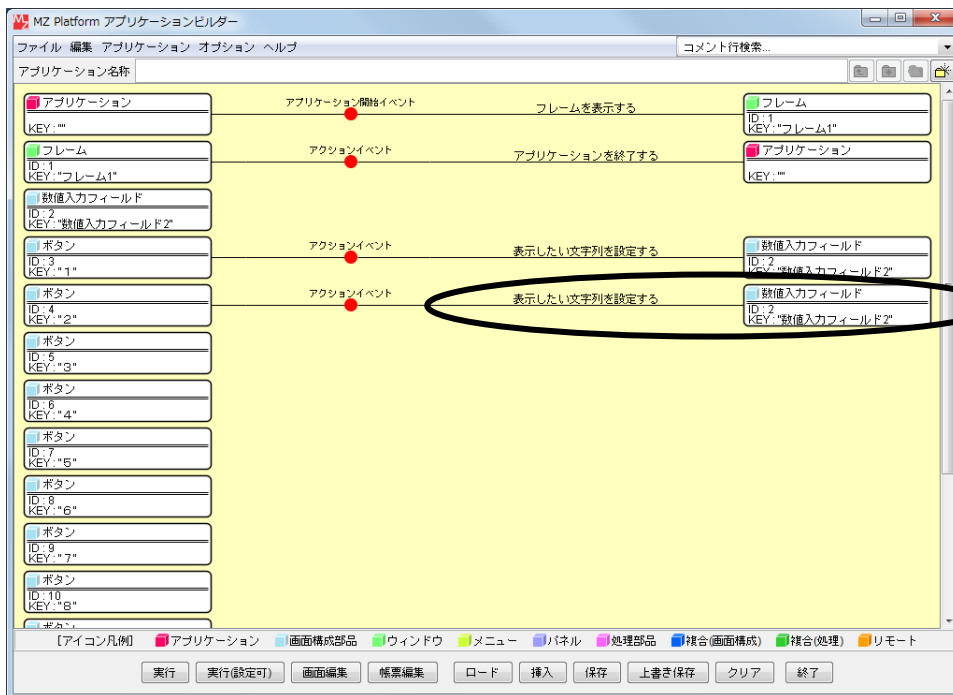 MZ Platform アプリケーションビルダー
ファイル 編集 アプリケーション オプション ヘルプ
コメント行検索...
アプリケーション名称
アプリケーション
KEY:""
アプリケーション開始イベント
フレームを表示する
フレーム
ID:1
KEY:"フレーム1"
フレーム
ID:1
KEY:"フレーム1"
アクションイベント
アプリケーションを終了する
アプリケーション
KEY:""
数値入力フィールド
ID:2
KEY:"数値入力フィールド2"
ボタン
ID:3
KEY:"1"
アクションイベント
表示したい文字列を設定する
数値入力フィールド
ID:2
KEY:"数値入力フィールド2"
ボタン
ID:4
KEY:"2"
アクションイベント
表示したい文字列を設定する
数値入力フィールド
ID:2
KEY:"数値入力フィールド2"
ボタン
ID:5
KEY:"3"
ボタン
ID:6
KEY:"4"
ボタン
ID:7
KEY:"5"
ボタン
ID:8
KEY:"6"
ボタン
ID:9
KEY:"7"
ボタン
ID:10
KEY:"8"
ボタン
[アイコン凡例] アプリケーション 画面構成部品 ウィンドウ メニュー パネル 処理部品 複合(画面構成) 複合(処理) リモート
実行 実行(設定可) 画面編集 帳票編集 ロード 挿入 保存 上書き保存 クリア 終了